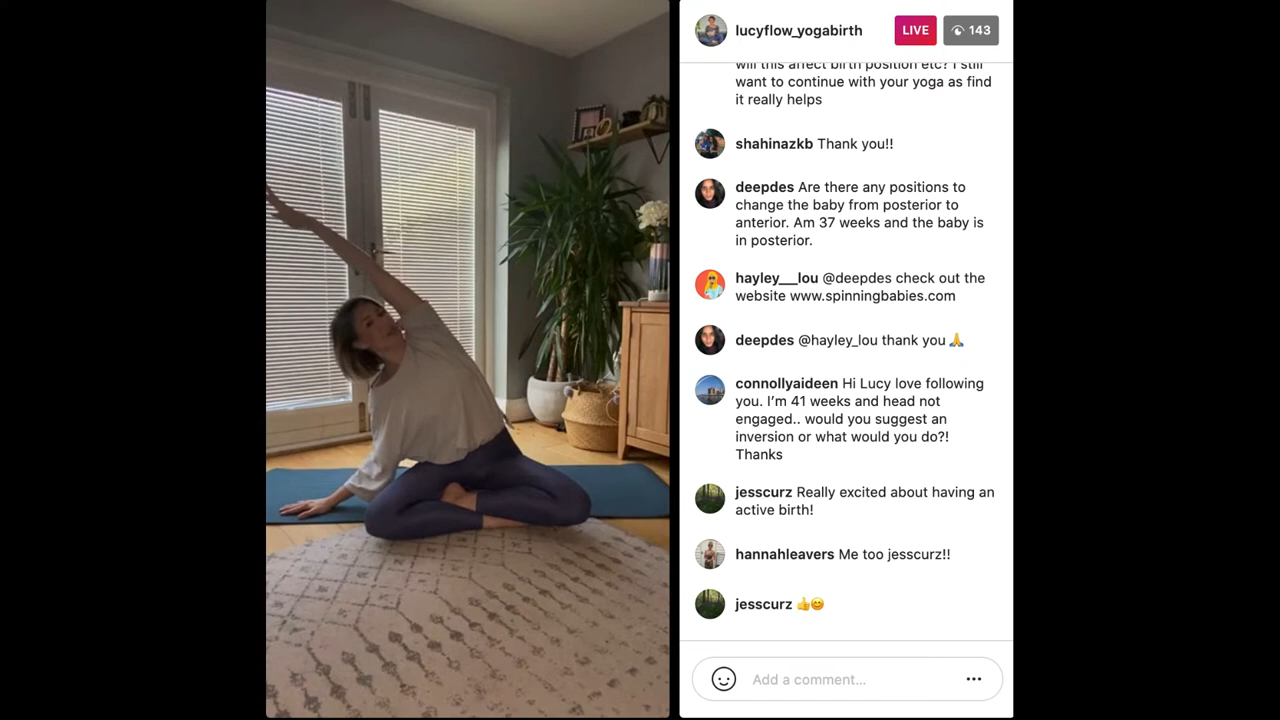 lucyflow_yogabirth LIVE 143
will this affect birth position etc? I still
want to continue with your yoga as find
it really helps
shahinazkb Thank you!!
deepdes Are there any positions to
change the baby from posterior to
anterior. Am 37 weeks and the baby is
in posterior.
hayley___lou @deepdes check out the
website www.spinningbabies.com
deepdes @hayley_lou thank you 🙏
connollyaideen Hi Lucy love following
you. I’m 41 weeks and head not
engaged.. would you suggest an
inversion or what would you do?!
Thanks
jesscurz Really excited about having an
active birth!
hannahleavers Me too jesscurz!!
jesscurz 👍😊
Add a comment...